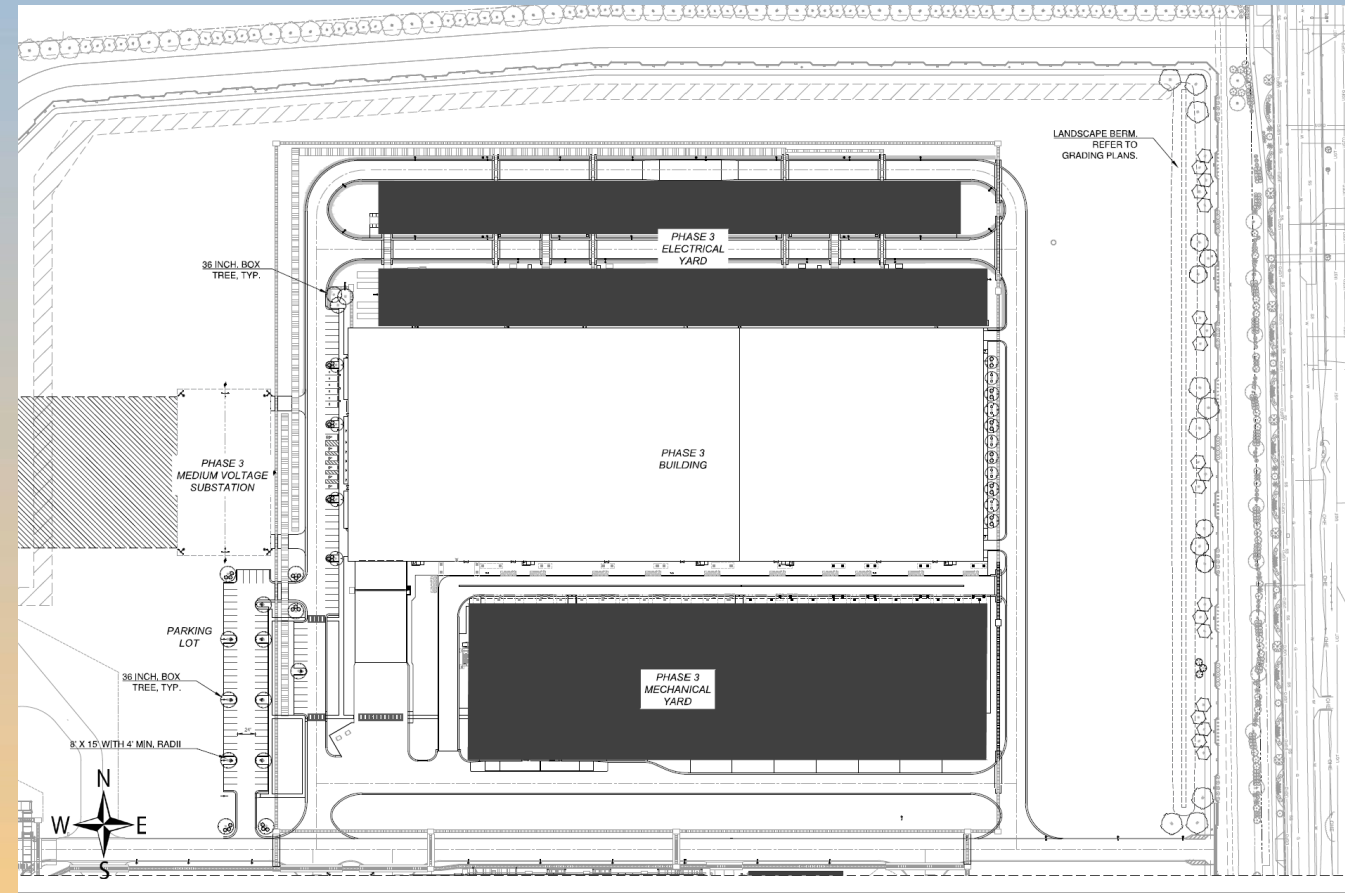 LANDSCAPE BERM.
REFER TO
GRADING PLANS.
PHASE 3
ELECTRICAL
YARD
36 INCH. BOX
TREE, TYP.
PHASE 3
BUILDING
PHASE 3
MEDIUM VOLTAGE
SUBSTATION
PARKING
LOT
36 INCH. BOX
TREE, TYP.
PHASE 3
MECHANICAL
YARD
24'
8' X 15' WITH 4' MIN. RADII
N
W E
S